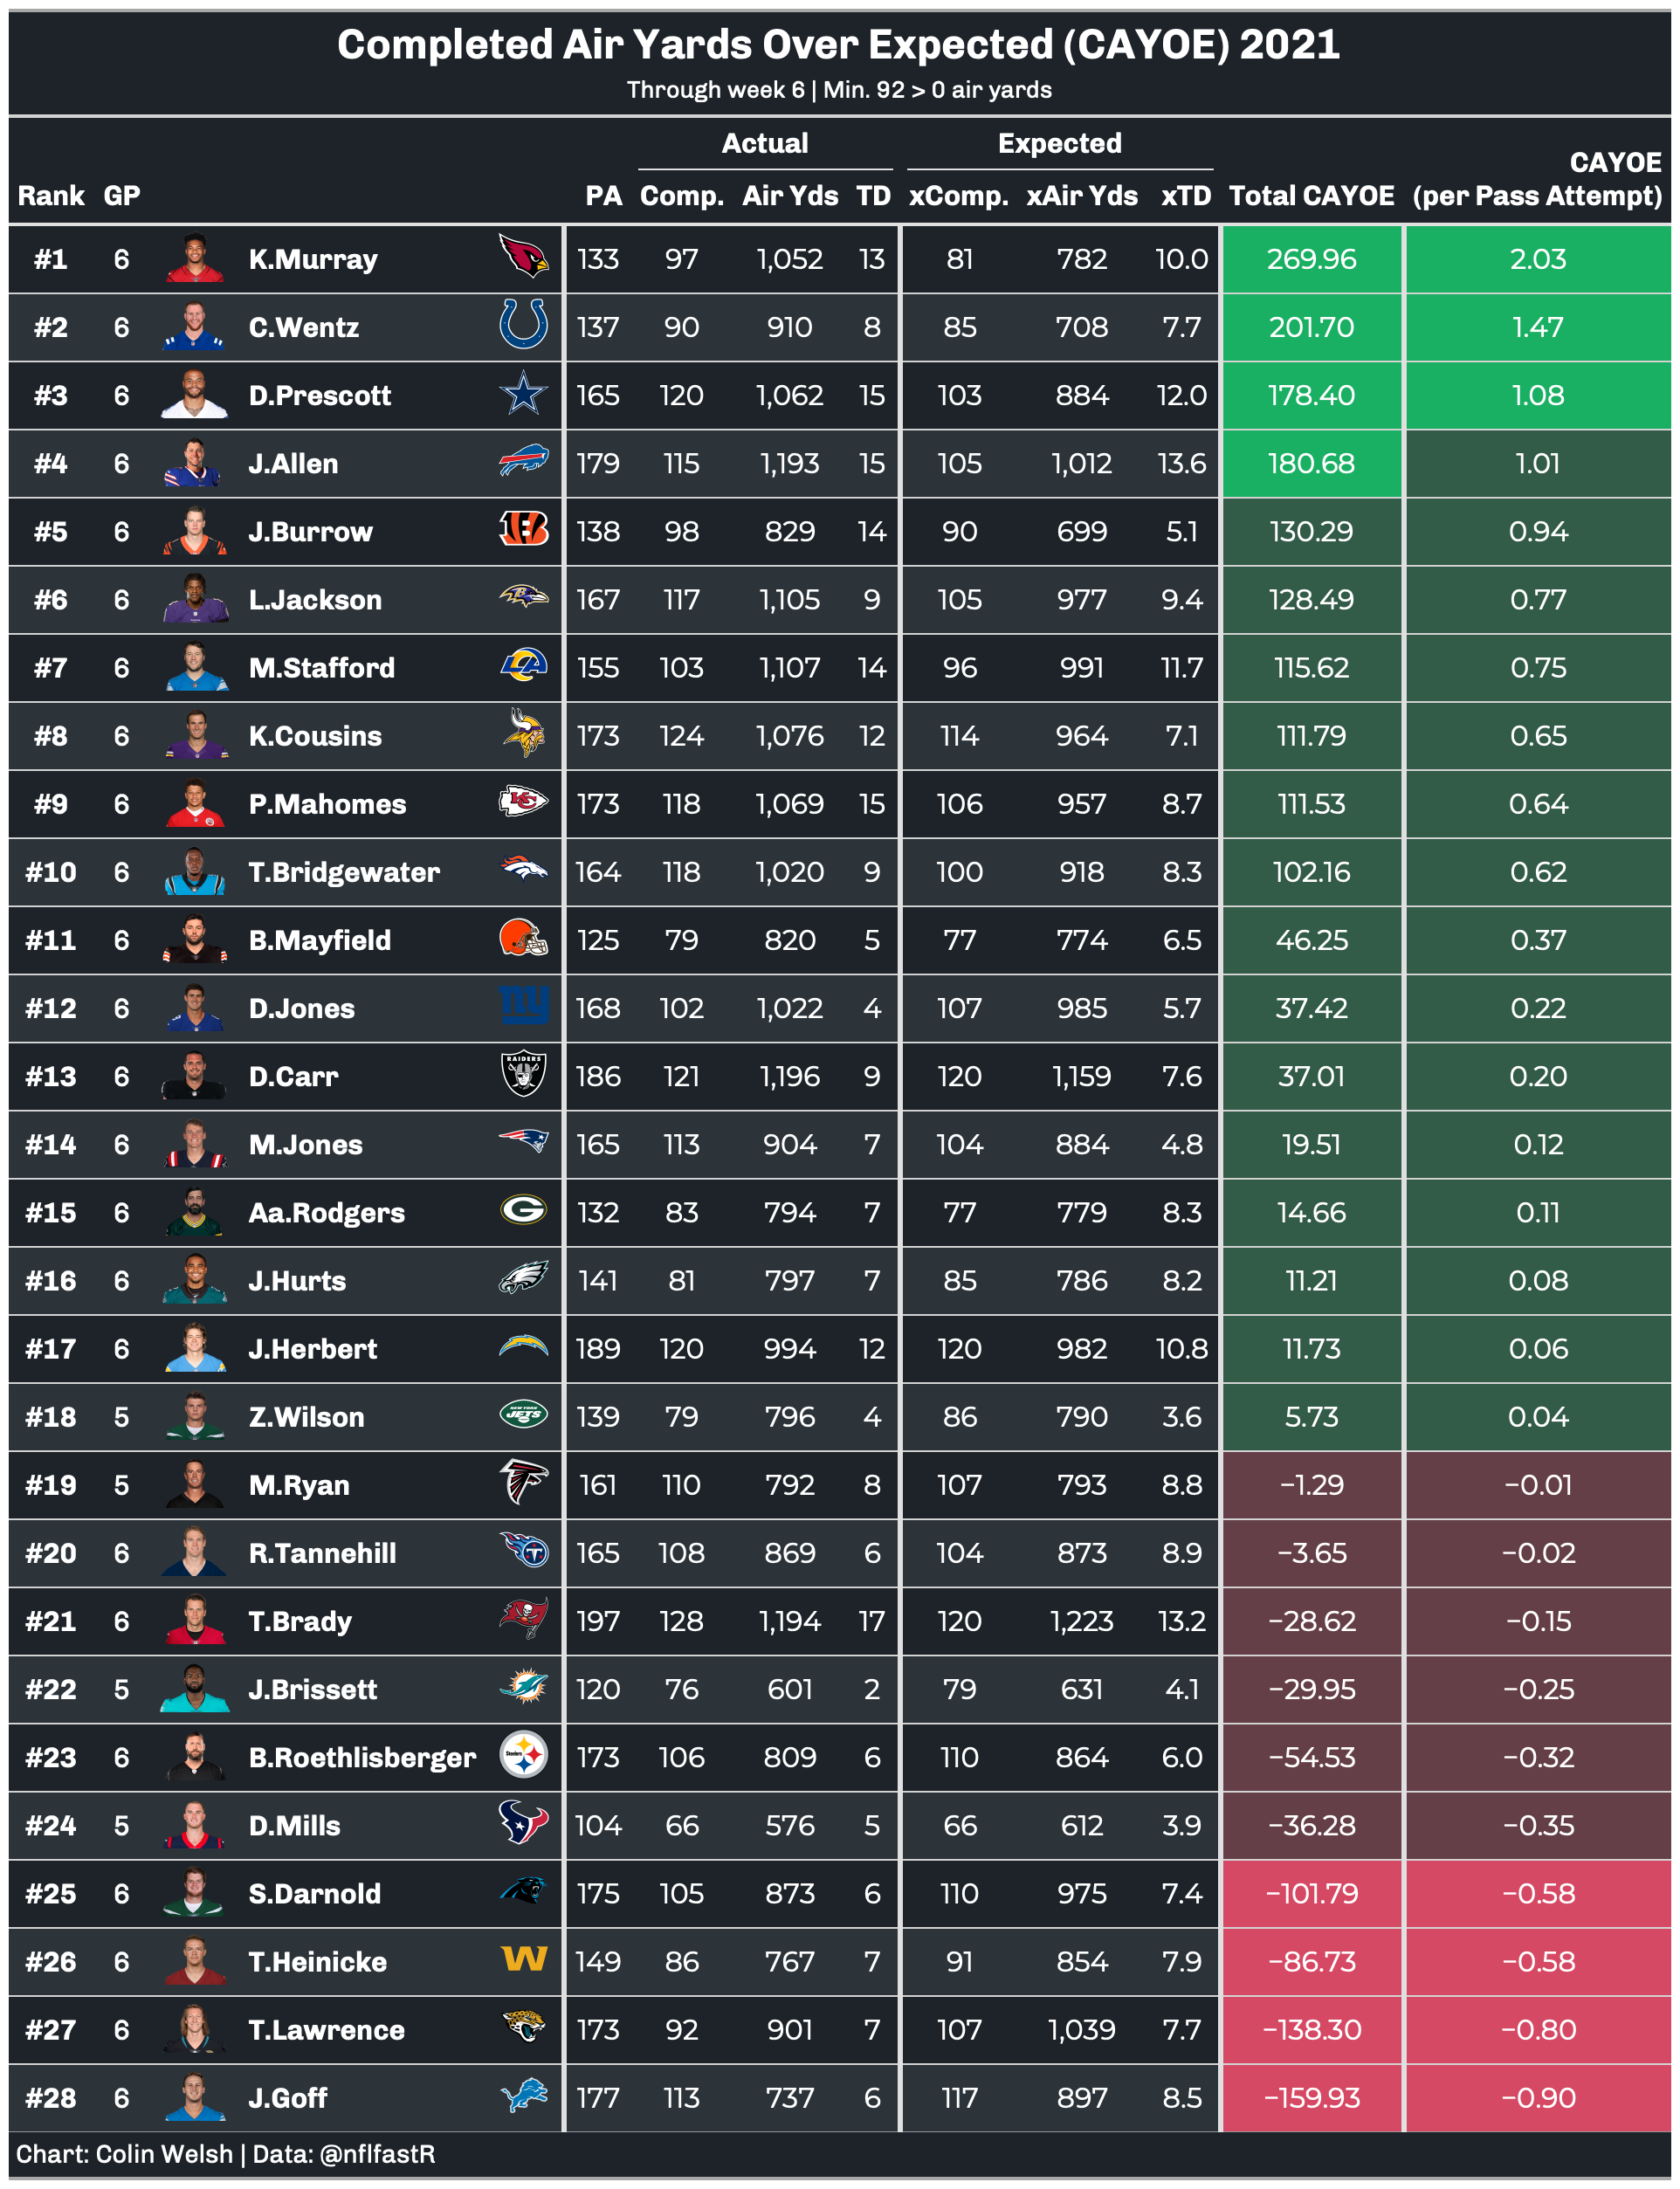 Completed Air Yards Over Expected (CAYOE) 2021
Through week 6 | Min. 92 > 0 air yards
Actual Expected CAYOE
Rank GP PA Comp. Air Yds TD xComp. xAir Yds xTD Total CAYOE (per Pass Attempt)
#1 6 K.Murray 133 97 1,052 13 81 782 10.0 269.96 2.03
#2 6 C.Wentz 137 90 910 8 85 708 7.7 201.70 1.47
#3 6 D.Prescott 165 120 1,062 15 103 884 12.0 178.40 1.08
#4 6 J.Allen 179 115 1,193 15 105 1,012 13.6 180.68 1.01
#5 6 J.Burrow 138 98 829 14 90 699 5.1 130.29 0.94
#6 6 L.Jackson 167 117 1,105 9 105 977 9.4 128.49 0.77
#7 6 M.Stafford 155 103 1,107 14 96 991 11.7 115.62 0.75
#8 6 K.Cousins 173 124 1,076 12 114 964 7.1 111.79 0.65
#9 6 P.Mahomes KC 173 118 1,069 15 106 957 8.7 111.53 0.64
#10 6 T.Bridgewater 164 118 1,020 9 100 918 8.3 102.16 0.62
#11 6 B.Mayfield 125 79 820 5 77 774 6.5 46.25 0.37
#12 6 D.Jones ny 168 102 1,022 4 107 985 5.7 37.42 0.22
#13 6 D.Carr RAIDERS 186 121 1,196 9 120 1,159 7.6 37.01 0.20
#14 6 M.Jones 165 113 904 7 104 884 4.8 19.51 0.12
#15 6 Aa.Rodgers G 132 83 794 7 77 779 8.3 14.66 0.11
#16 6 J.Hurts 141 81 797 7 85 786 8.2 11.21 0.08
#17 6 J.Herbert 189 120 994 12 120 982 10.8 11.73 0.06
#18 5 Z.Wilson NEW YORK JETS 139 79 796 4 86 790 3.6 5.73 0.04
#19 5 M.Ryan 161 110 792 8 107 793 8.8 −1.29 −0.01
#20 6 R.Tannehill T 165 108 869 6 104 873 8.9 −3.65 −0.02
#21 6 T.Brady 197 128 1,194 17 120 1,223 13.2 −28.62 −0.15
#22 5 J.Brissett 120 76 601 2 79 631 4.1 −29.95 −0.25
#23 6 B.Roethlisberger Steelers 173 106 809 6 110 864 6.0 −54.53 −0.32
#24 5 D.Mills 104 66 576 5 66 612 3.9 −36.28 −0.35
#25 6 S.Darnold 175 105 873 6 110 975 7.4 −101.79 −0.58
#26 6 T.Heinicke W 149 86 767 7 91 854 7.9 −86.73 −0.58
#27 6 T.Lawrence 173 92 901 7 107 1,039 7.7 −138.30 −0.80
#28 6 J.Goff 177 113 737 6 117 897 8.5 −159.93 −0.90
Chart: Colin Welsh | Data: @nflfastR